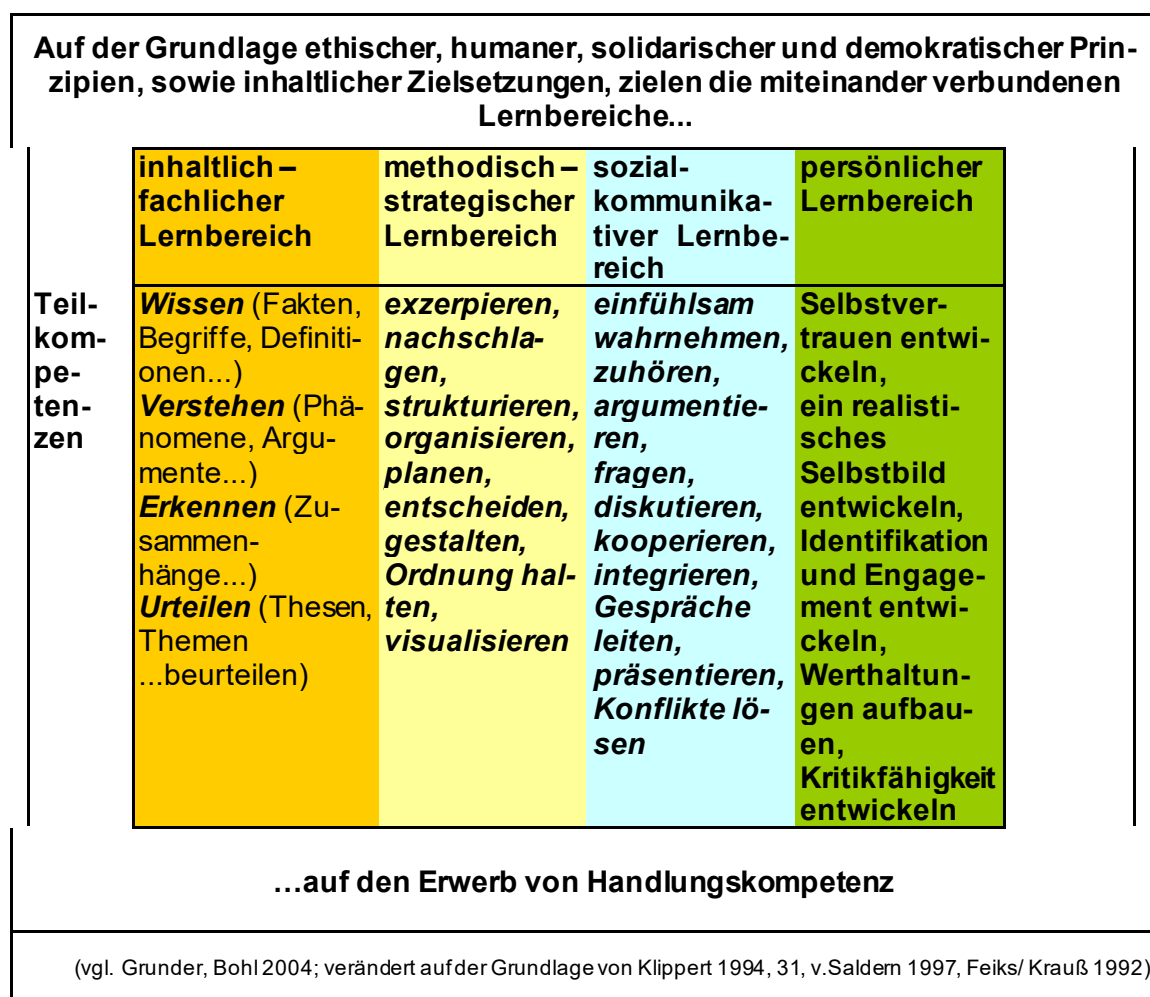 Auf der Grundlage ethischer, humaner, solidarischer und demokratischer Prin-
zipien, sowie inhaltlicher Zielsetzungen, zielen die miteinander verbundenen
Lernbereiche...
inhaltlich –
fachlicher
Lernbereich
methodisch –
strategischer
Lernbereich
sozial-
kommunika-
tiver Lernbe-
reich
persönlicher
Lernbereich
Teil-
kom-
pe-
ten-
zen
Wissen (Fakten,
Begriffe, Definiti-
onen...)
Verstehen (Phä-
nomene, Argu-
mente...)
Erkennen (Zu-
sammen-
hänge...)
Urteilen (Thesen,
Themen
...beurteilen)
exzerpieren,
nachschla-
gen,
strukturieren,
organisieren,
planen,
entscheiden,
gestalten,
Ordnung hal-
ten,
visualisieren
einfühlsam
wahrnehmen,
zuhören,
argumentie-
ren,
fragen,
diskutieren,
kooperieren,
integrieren,
Gespräche
leiten,
präsentieren,
Konflikte lö-
sen
Selbstver-
trauen entwi-
ckeln,
ein realisti-
sches
Selbstbild
entwickeln,
Identifikation
und Engage-
ment entwi-
ckeln,
Werthaltun-
gen aufbau-
en,
Kritikfähigkeit
entwickeln
...auf den Erwerb von Handlungskompetenz
(vgl. Grunder, Bohl 2004; verändert auf der Grundlage von Klippert 1994, 31, v.Saldern 1997, Feiks/ Krauß 1992)